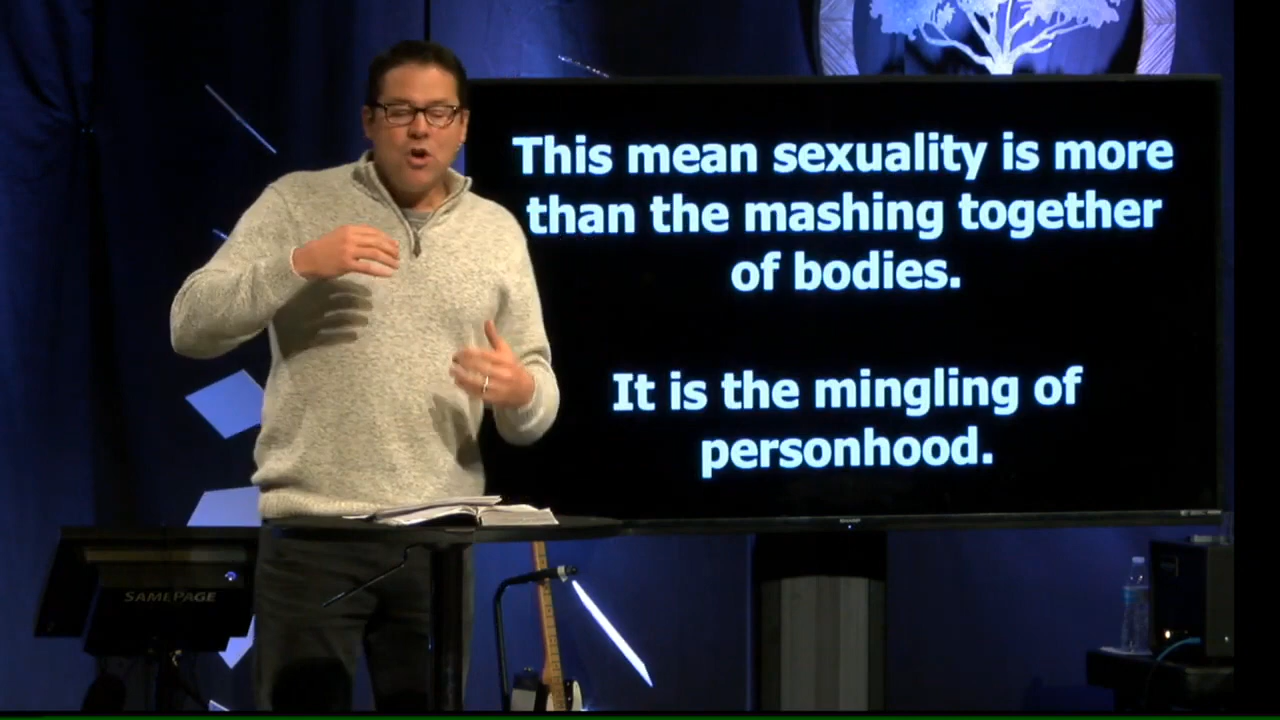 This mean sexuality is more
than the mashing together
of bodies.
It is the mingling of
personhood.
SAMEPAGE